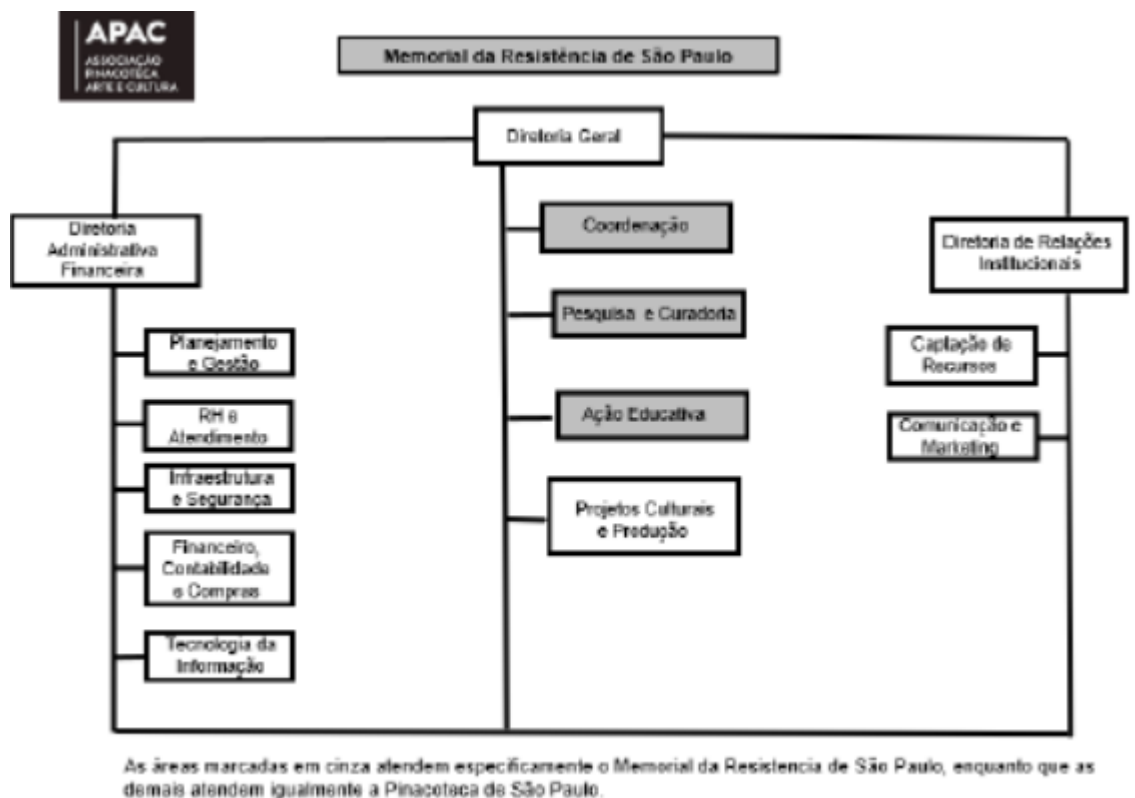 APAC
ASSOCIAÇÃO
PINACOTECA
ARTE E CULTURA
Memorial da Resistência de São Paulo
Diretoria Geral
Diretoria
Administrativa
Financeira
Planejamento
e Gestão
RH e
Atendimento
Infraestrutura
e Segurança
Financeiro,
Contabilidade
e Compras
Tecnologia da
Informação
Coordenação
Pesquisa e Curadoria
Ação Educativa
Projetos Culturais
e Produção
Diretoria de Relações
Institucionais
Captação de
Recursos
Comunicação e
Marketing
As áreas marcadas em cinza atendem especificamente o Memorial da Resistencia de São Paulo, enquanto que as
demais atendem igualmente a Pinacoteca de São Paulo.